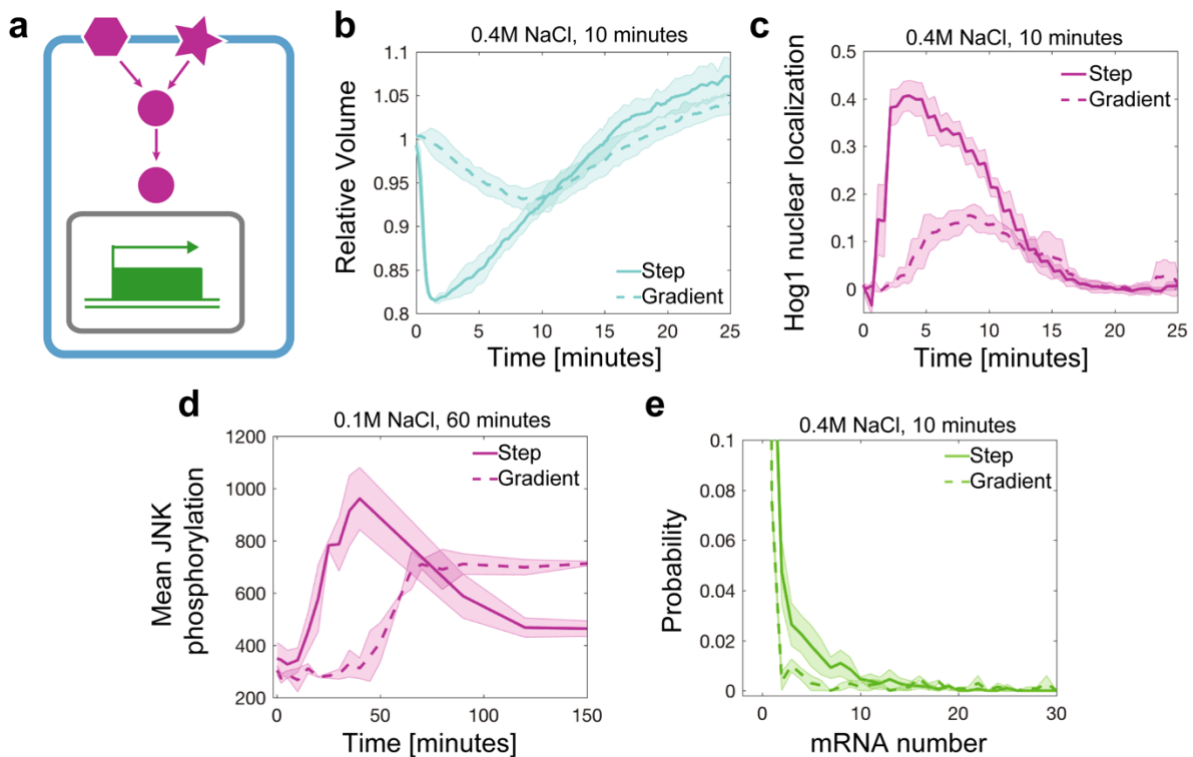 a
b
0.4M NaCl, 10 minutes
Relative Volume
1.1
1.05
1
0.95
0.9
0.85
0.8
Step
Gradient
0 5 10 15 20 25
Time [minutes]
c
0.4M NaCl, 10 minutes
Hog1 nuclear localization
0.5
0.4
0.3
0.2
0.1
0
Step
Gradient
0 5 10 15 20 25
Time [minutes]
d
0.1M NaCl, 60 minutes
Mean JNK
phosphorylation
1200
1000
800
600
400
200
Step
Gradient
0 50 100 150
Time [minutes]
e
0.4M NaCl, 10 minutes
Probability
0.1
0.08
0.06
0.04
0.02
0
Step
Gradient
0 10 20 30
mRNA number